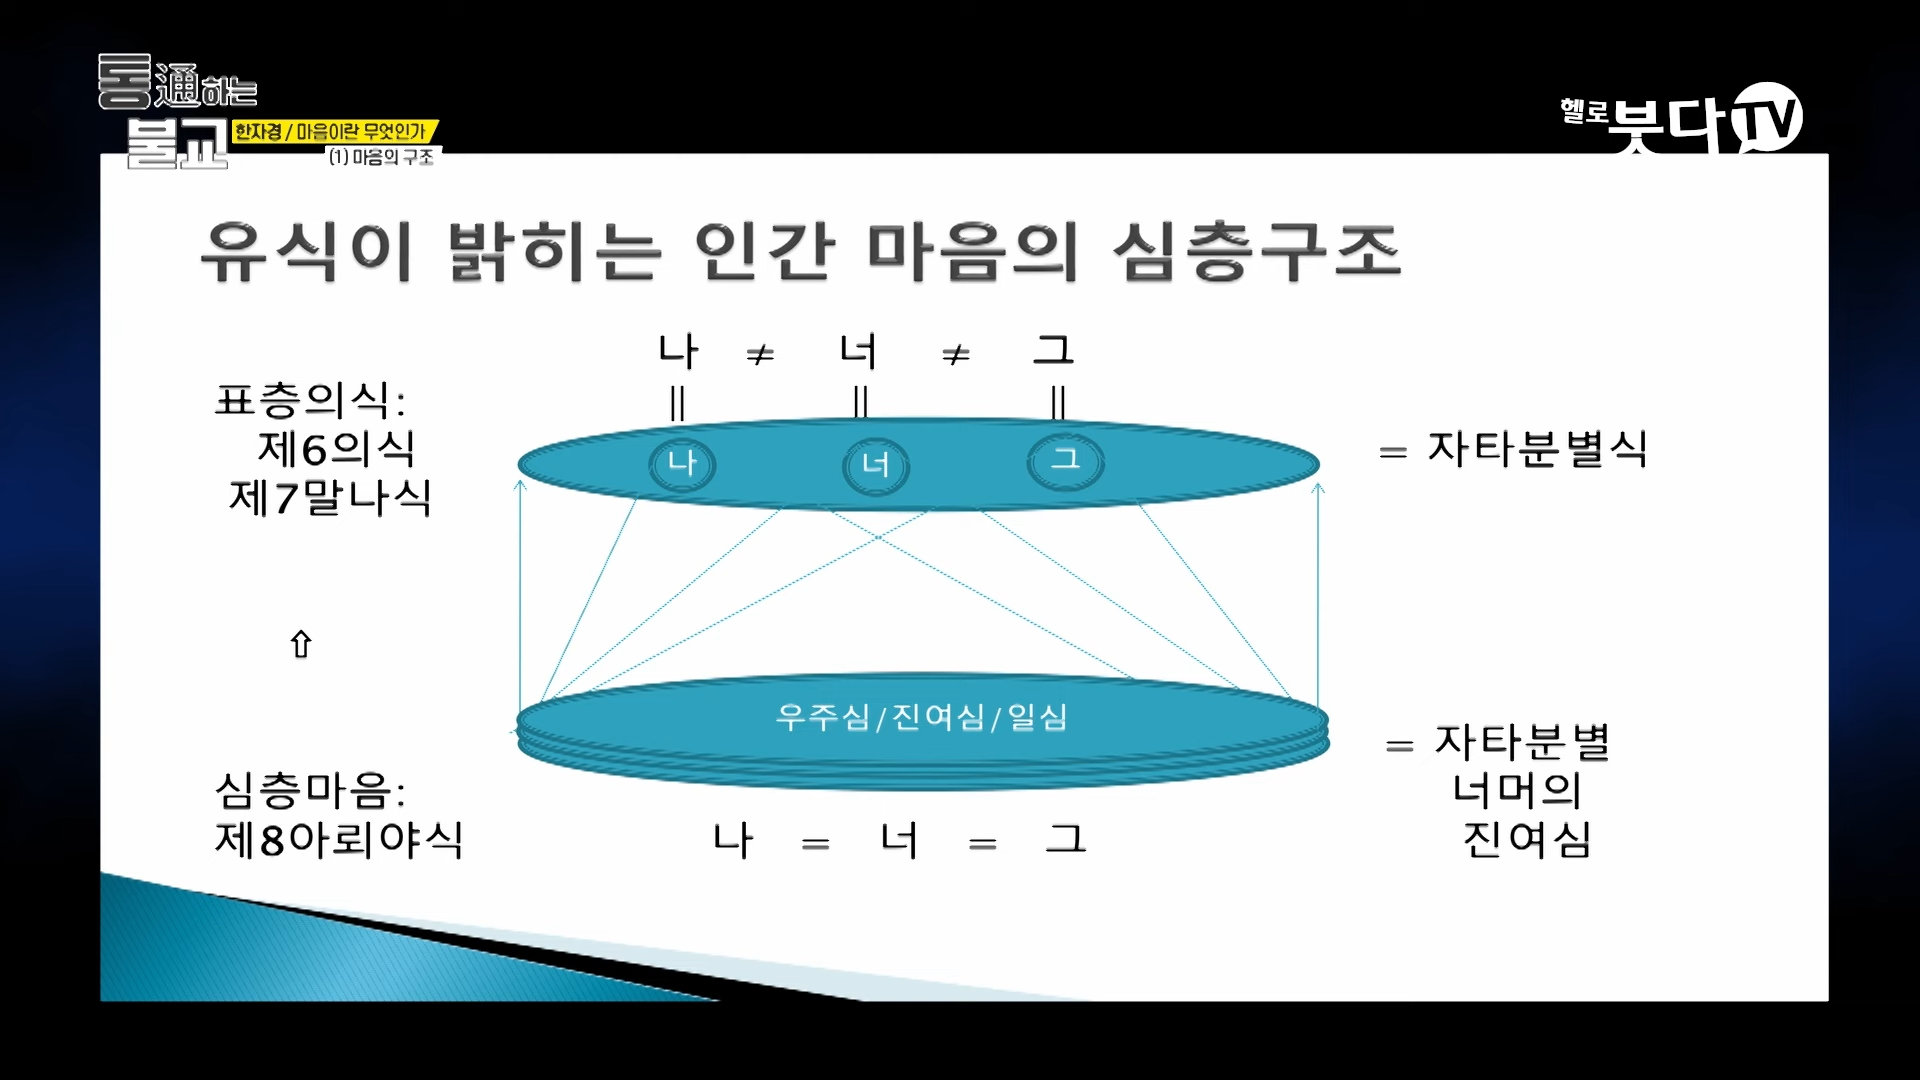 통通하는
불교
한자경 / 마음이란 무엇인가
(1) 마음의 구조
헬로붓다TV
유식이 밝히는 인간 마음의 심층구조
나 ≠ 너 ≠ 그
|| || ||
표층의식:
제6의식
제7말나식
나 너 그
= 자타분별식
⇧
우주심/진여심/일심
심층마음:
제8아뢰야식
나 = 너 = 그
= 자타분별
너머의
진여심